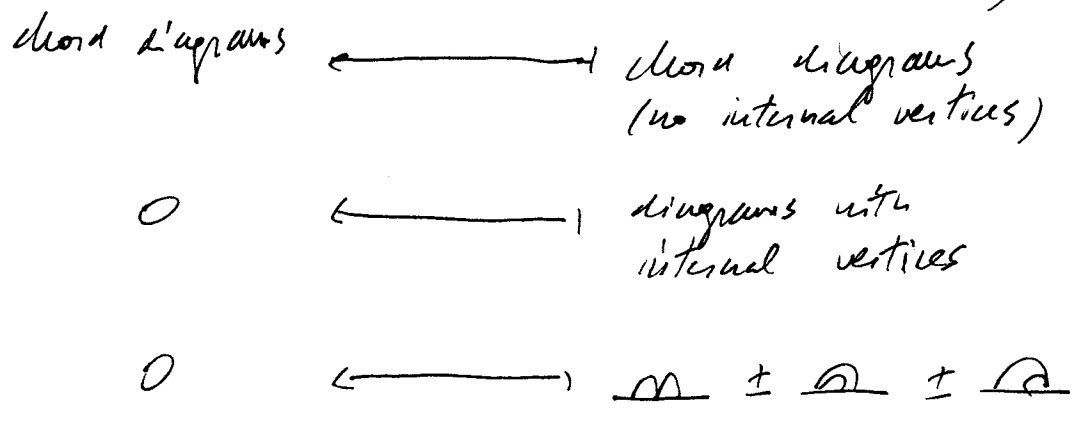 chord diagrams ⟵ chord diagrams
(no internal vertices)
0 ⟵ diagrams with
internal vertices
0 ⟵ ± ±